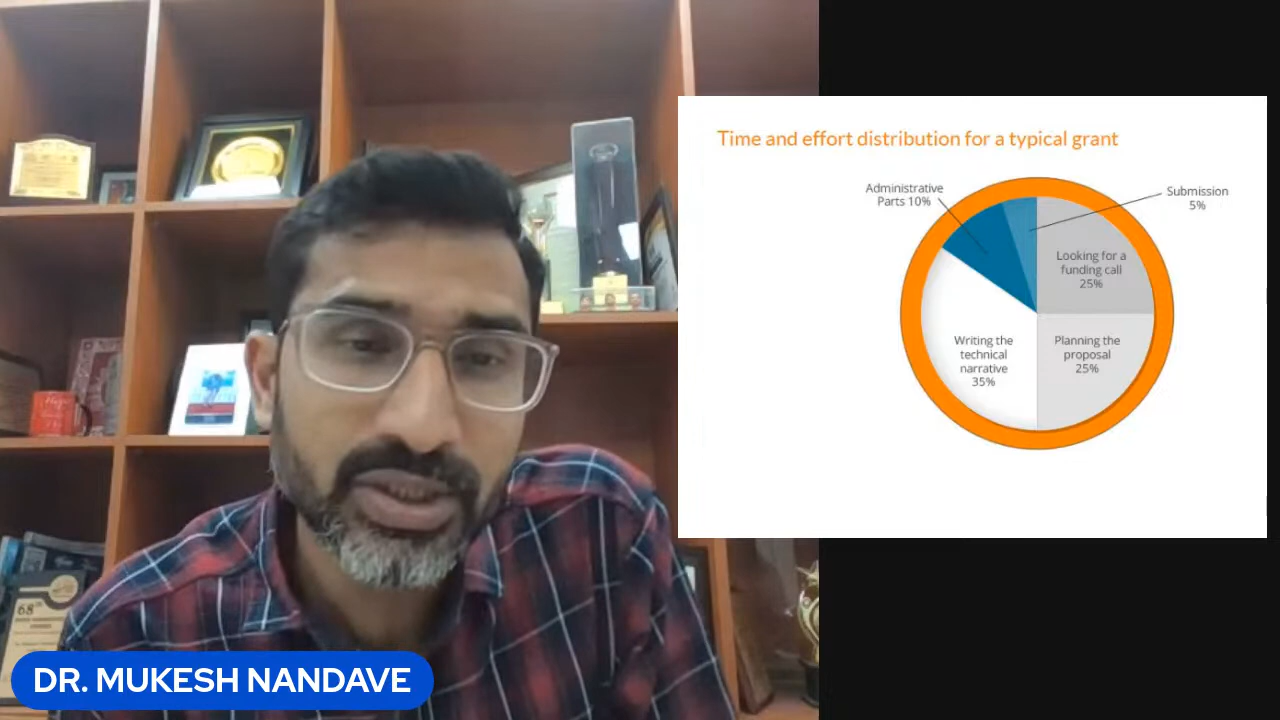 Time and effort distribution for a typical grant
Administrative
Parts 10%
Submission
5%
Looking for a
funding call
25%
Writing the
technical
narrative
35%
Planning the
proposal
25%
68
DR. MUKESH NANDAVE